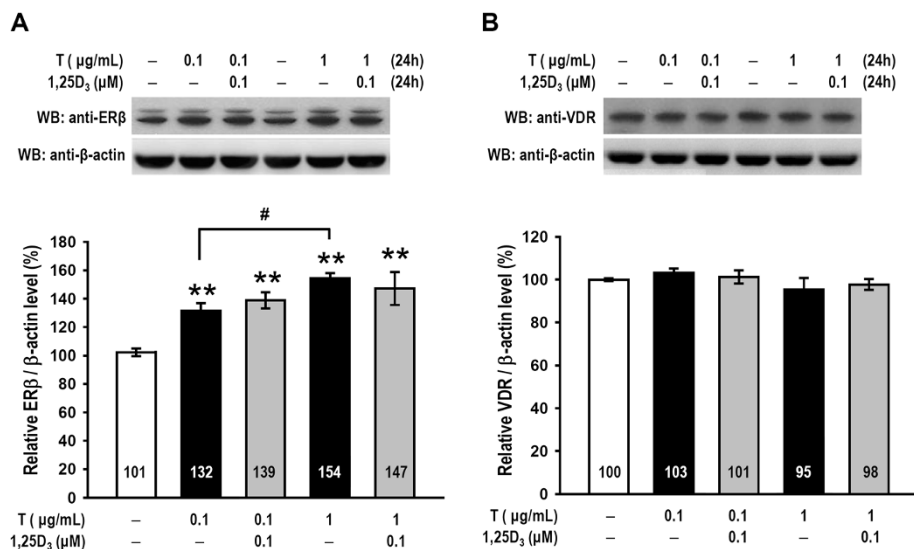 A
T ( µg/mL) – 0.1 0.1 – 1 1 (24h)
1,25D₃ (µM) – – 0.1 – – 0.1 (24h)
WB: anti-ERβ
WB: anti-β-actin
#
** ** ** **
Relative ERβ / β-actin level (%)
180
160
140
120
100
80
60
40
20
0
101 132 139 154 147
T ( µg/mL) – 0.1 0.1 1 1
1,25D₃ (µM) – – 0.1 – 0.1
B
T ( µg/mL) – 0.1 0.1 – 1 1 (24h)
1,25D₃ (µM) – – 0.1 – – 0.1 (24h)
WB: anti-VDR
WB: anti-β-actin
Relative VDR / β-actin level (%)
120
100
80
60
40
20
0
100 103 101 95 98
T ( µg/mL) – 0.1 0.1 1 1
1,25D₃ (µM) – – 0.1 – 0.1